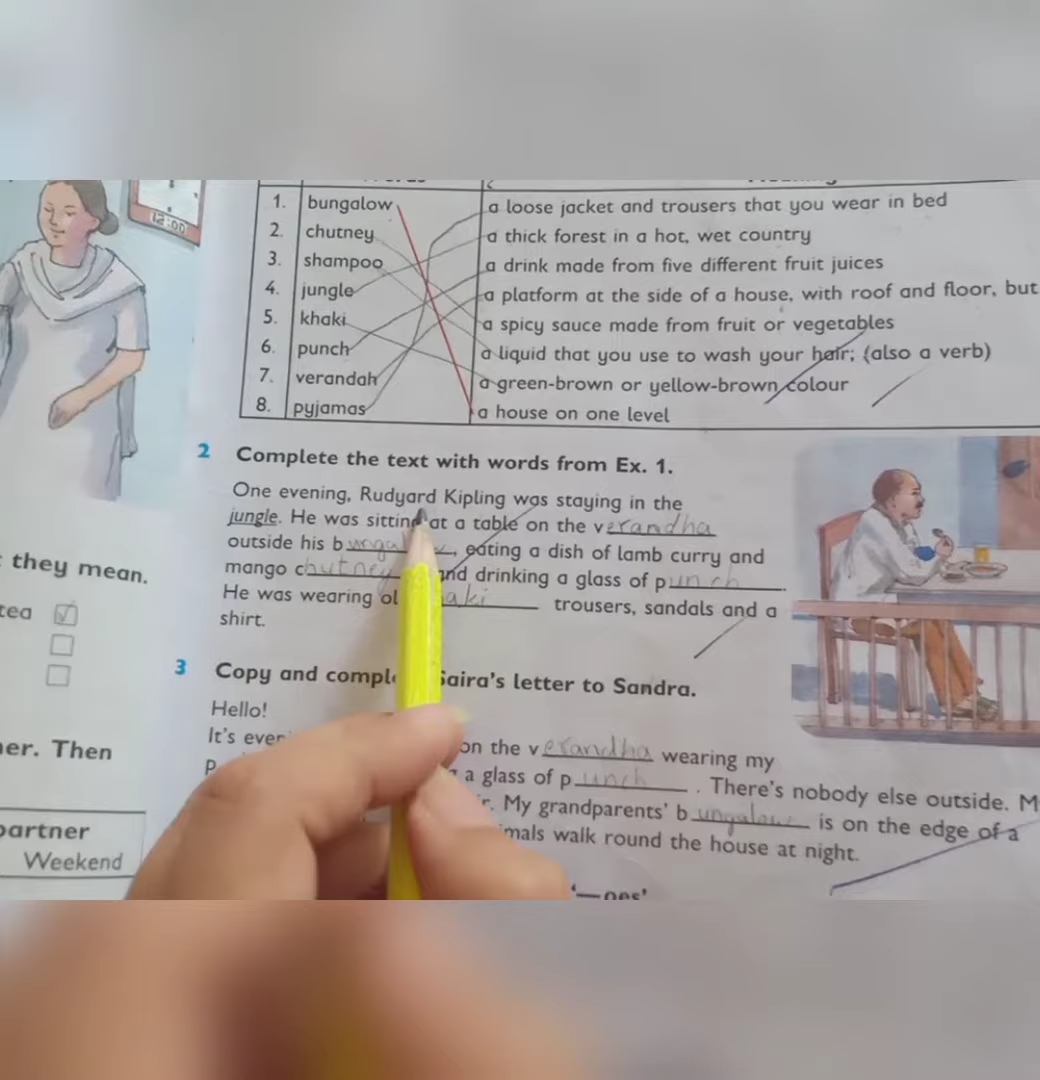 12:00
1. bungalow a loose jacket and trousers that you wear in bed
2. chutney a thick forest in a hot, wet country
3. shampoo a drink made from five different fruit juices
4. jungle a platform at the side of a house, with roof and floor, but
5. khaki a spicy sauce made from fruit or vegetables
6. punch a liquid that you use to wash your hair; (also a verb)
7. verandah a green-brown or yellow-brown colour
8. pyjamas a house on one level
2 Complete the text with words from Ex. 1.
One evening, Rudyard Kipling was staying in the
jungle. He was sitting at a table on the verandha
outside his b , eating a dish of lamb curry and
mango chutney and drinking a glass of punch.
He was wearing ol aki trousers, sandals and a
shirt.
they mean.
tea
3 Copy and compl Saira's letter to Sandra.
Hello!
It's eve on the verandha wearing my
P a glass of punch. There's nobody else outside. M
er. Then
r. My grandparents' bungalow is on the edge of a
mals walk round the house at night.
partner
Weekend